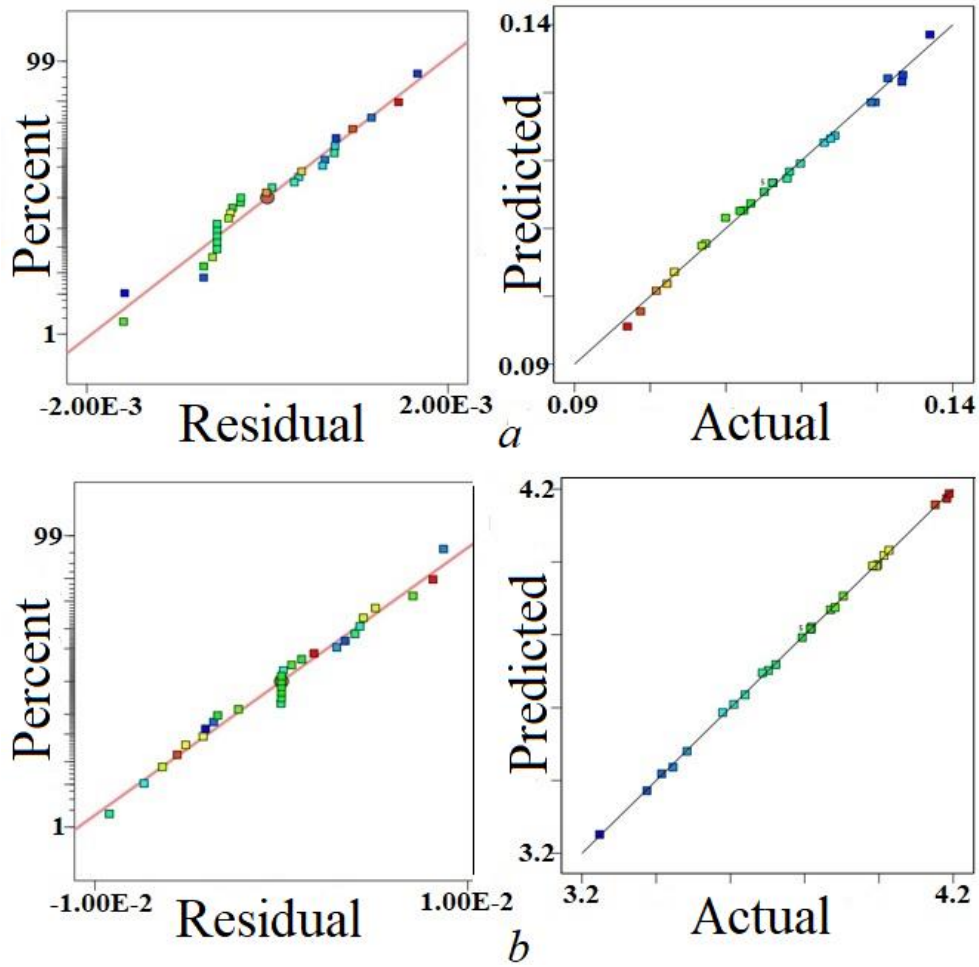 99
Percent
1
-2.00E-3
2.00E-3
Residual
0.14
Predicted
0.09
0.09
0.14
Actual
a
99
Percent
1
-1.00E-2
1.00E-2
Residual
4.2
Predicted
3.2
3.2
4.2
Actual
b